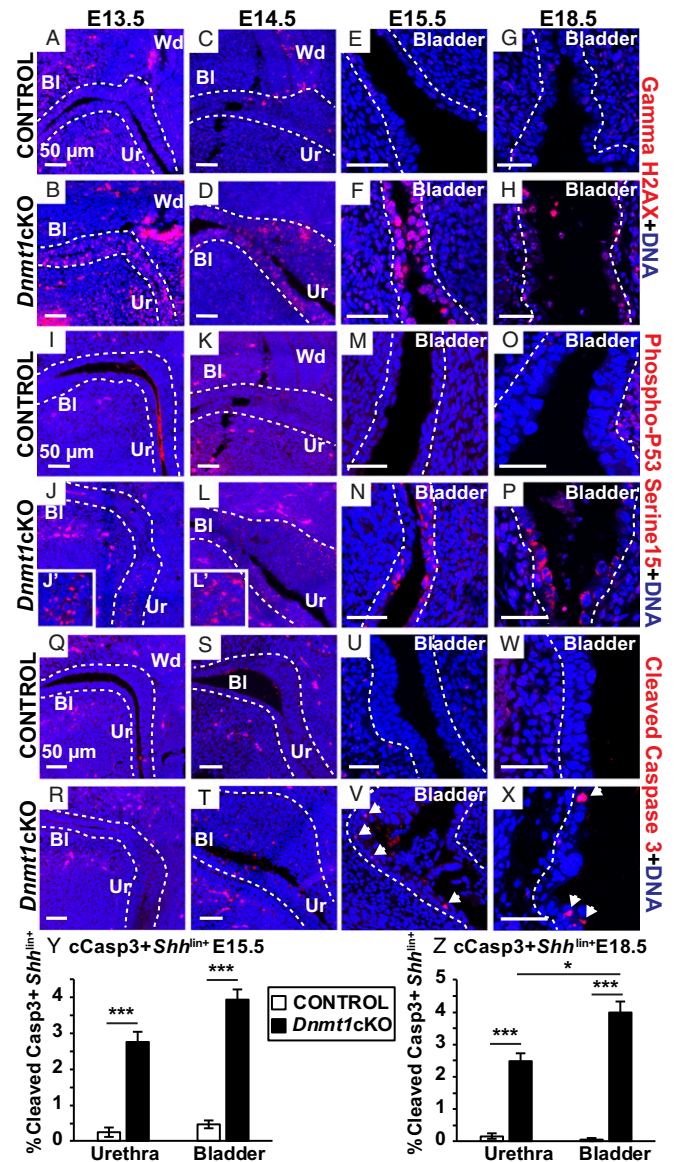 E13.5 E14.5 E15.5 E18.5
CONTROL
A Wd Bl Ur 50 µm
C Wd Bl Ur
E Bladder
G Bladder
Dnmt1cKO
B Wd Bl Ur
D Bl Ur
F Bladder
H Bladder
Gamma H2AX+DNA
CONTROL
I Bl Ur 50 µm
K Wd Bl Ur
M Bladder
O Bladder
Dnmt1cKO
J Bl J' Ur
L Bl L' Ur
N Bladder
P Bladder
Phospho-P53 Serine15+DNA
CONTROL
Q Wd Bl Ur 50 µm
S Bl Ur
U Bladder
W Bladder
Dnmt1cKO
R Bl Ur
T Bl Ur
V Bladder
X
Cleaved Caspase 3+DNA
Y cCasp3+Shhlin+ E15.5
% Cleaved Casp3+ Shhlin+
4
3
2
1
0
*** ***
Urethra Bladder
CONTROL
Dnmt1cKO
Z cCasp3+Shhlin+E18.5
% Cleaved Casp3+ Shhlin+
5
4
3
2
1
0
*
*** ***
Urethra Bladder